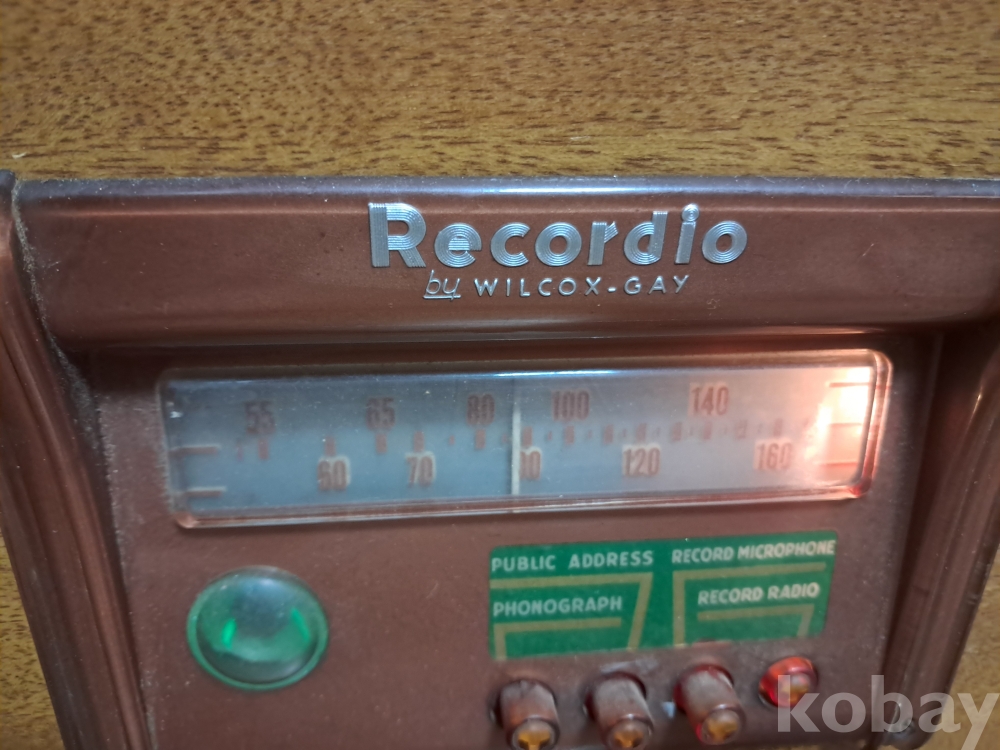 Recordio
by WILCOX-GAY
55 65 80 100 140
60 70 120 160
PUBLIC ADDRESS RECORD MICROPHONE
PHONOGRAPH RECORD RADIO
kobay